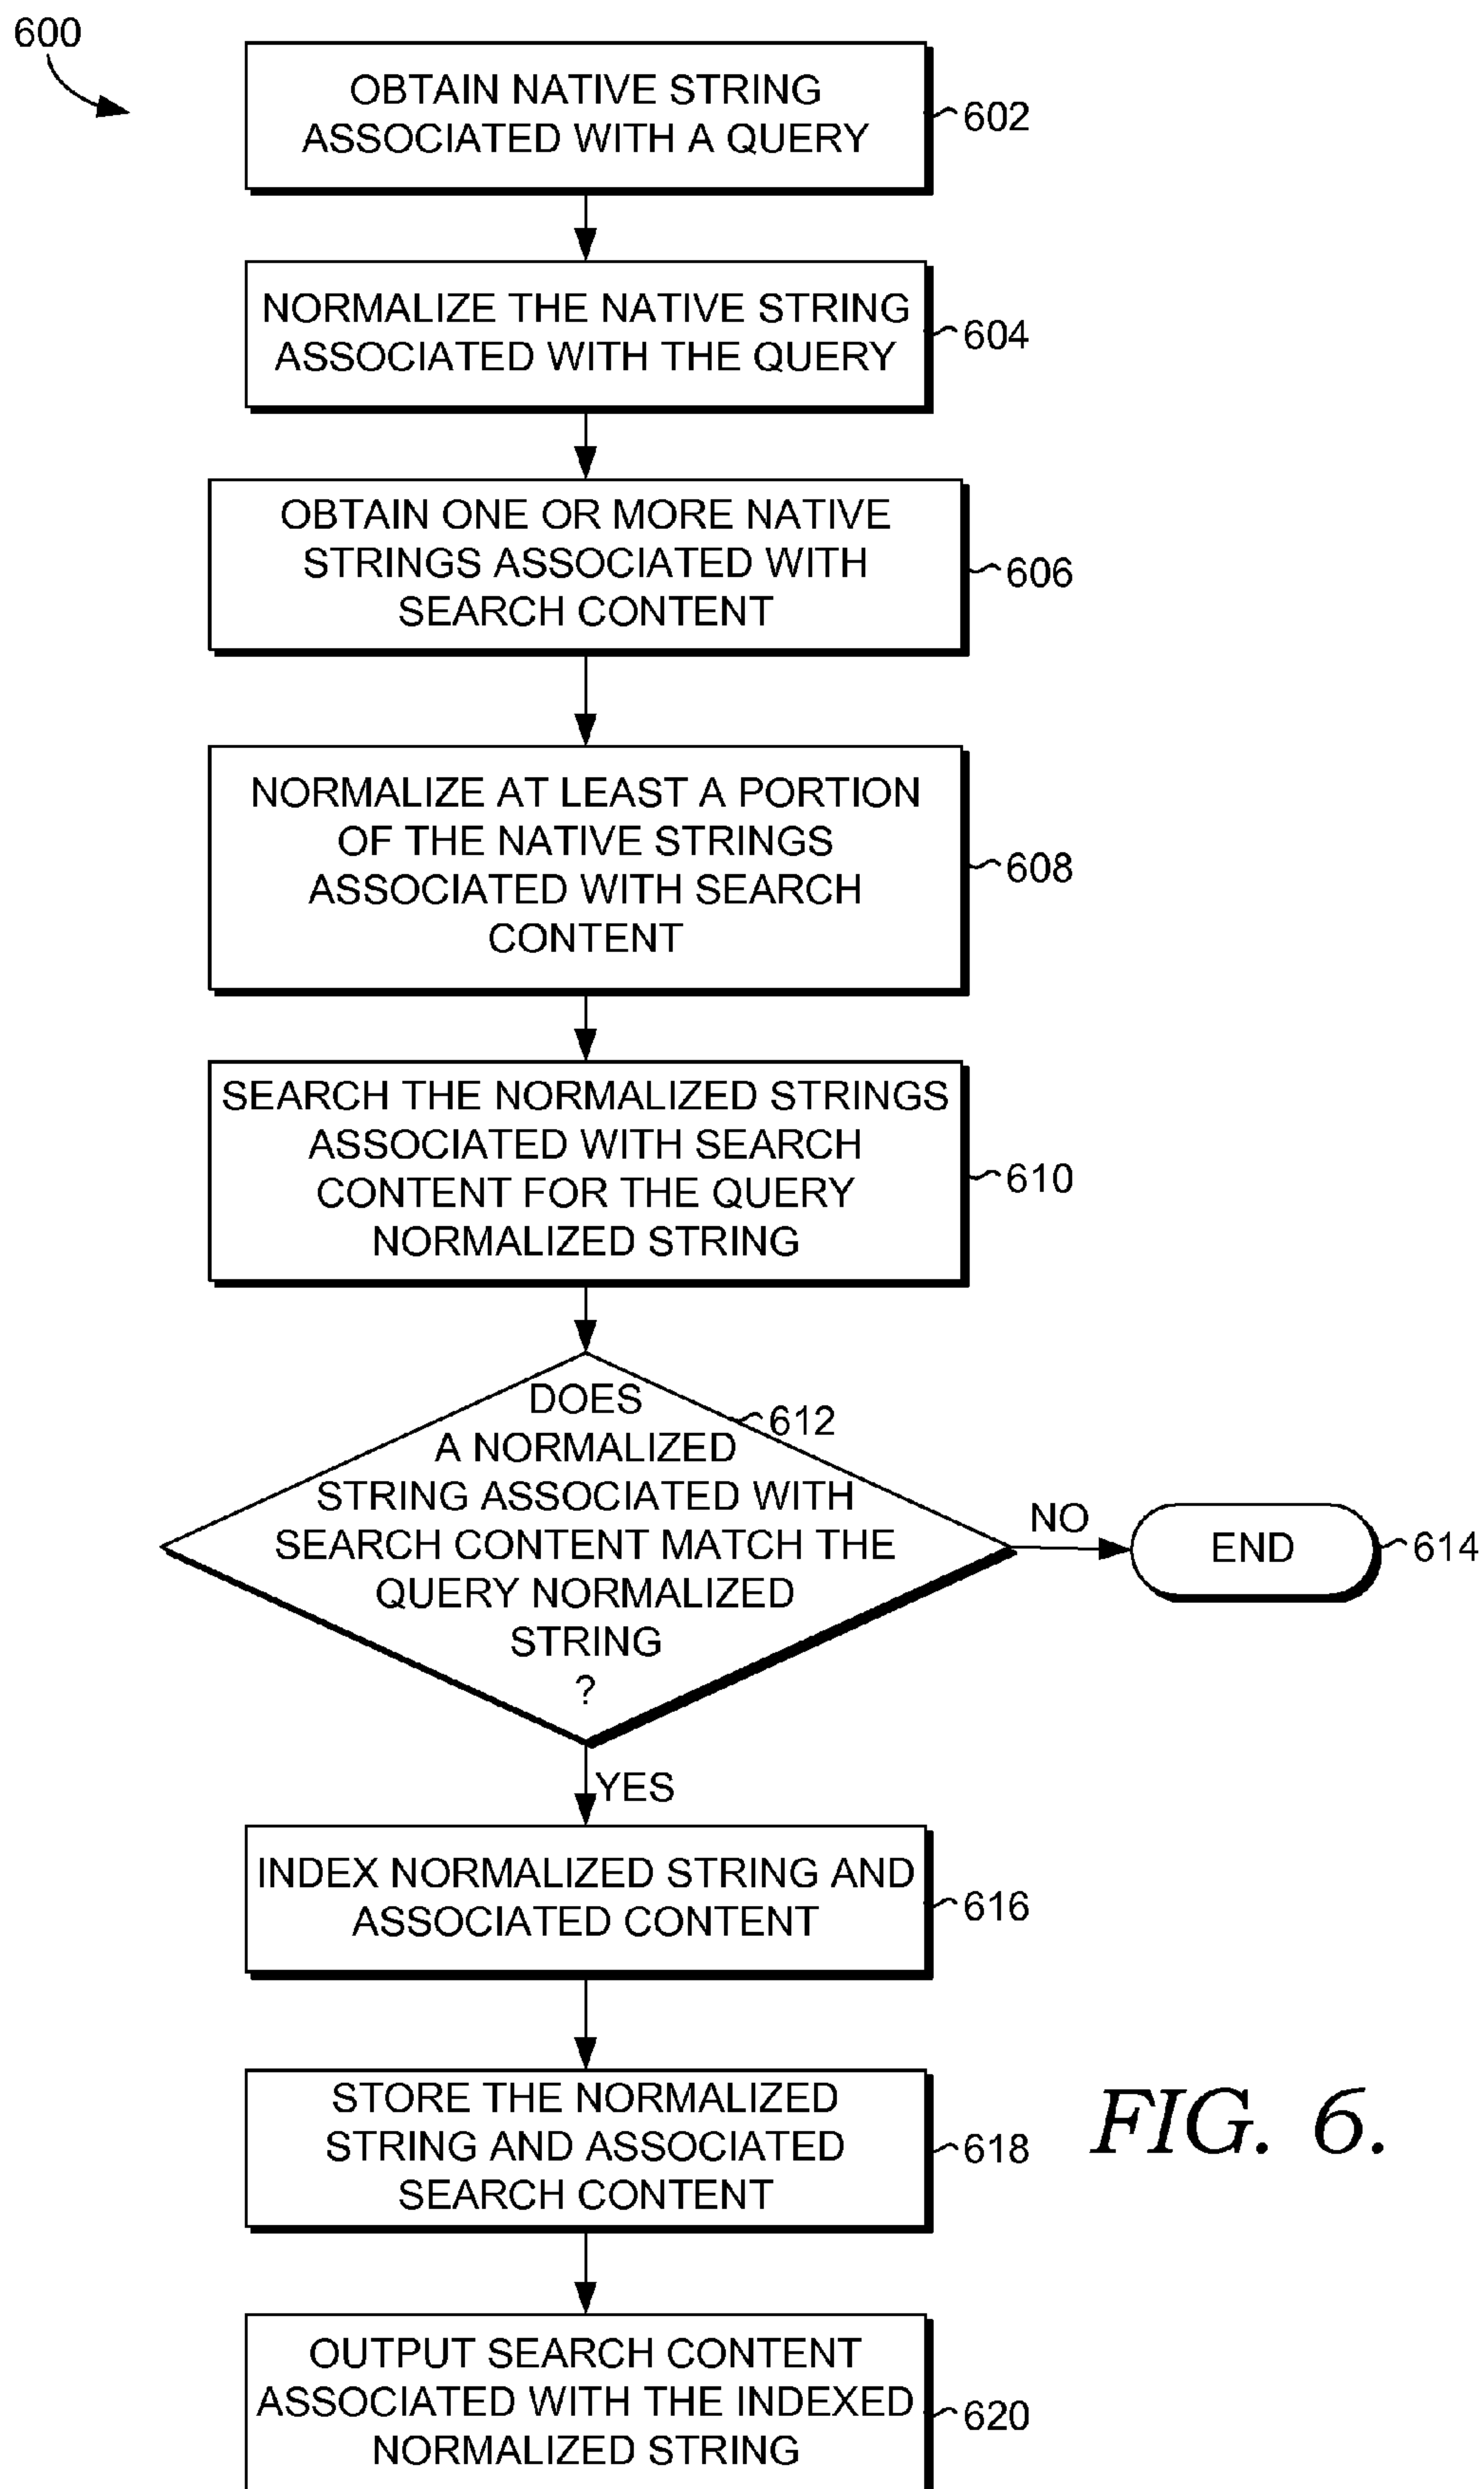 600
OBTAIN NATIVE STRING
ASSOCIATED WITH A QUERY
602
NORMALIZE THE NATIVE STRING
ASSOCIATED WITH THE QUERY
604
OBTAIN ONE OR MORE NATIVE
STRINGS ASSOCIATED WITH
SEARCH CONTENT
606
NORMALIZE AT LEAST A PORTION
OF THE NATIVE STRINGS
ASSOCIATED WITH SEARCH
CONTENT
608
SEARCH THE NORMALIZED STRINGS
ASSOCIATED WITH SEARCH
CONTENT FOR THE QUERY
NORMALIZED STRING
610
DOES
A NORMALIZED
STRING ASSOCIATED WITH
SEARCH CONTENT MATCH THE
QUERY NORMALIZED
STRING
?
612
NO
END
614
YES
INDEX NORMALIZED STRING AND
ASSOCIATED CONTENT
616
STORE THE NORMALIZED
STRING AND ASSOCIATED
SEARCH CONTENT
618
FIG. 6.
OUTPUT SEARCH CONTENT
ASSOCIATED WITH THE INDEXED
NORMALIZED STRING
620